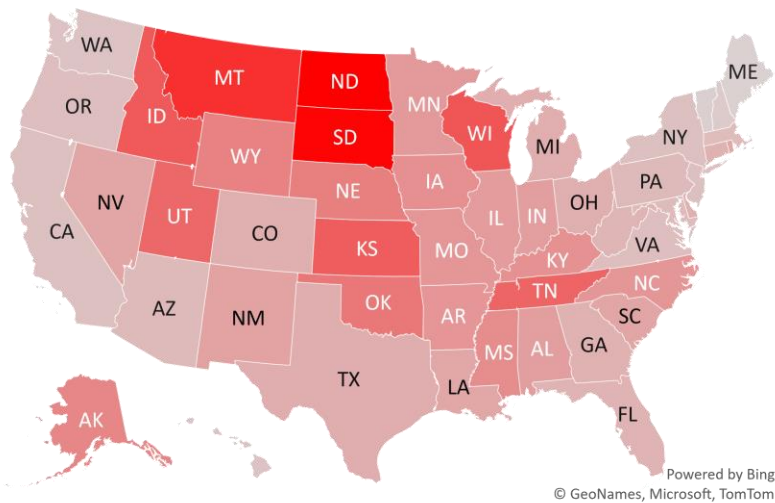 WA
ME
MT
ND
OR
MN
ID
NY
WI
MI
SD
WY
PA
IA
NE
OH
NV
IL
IN
UT
CO
CA
VA
KS
MO
KY
NC
TN
OK
AZ
AR
SC
NM
MS
AL
GA
TX
LA
FL
AK
Powered by Bing
© GeoNames, Microsoft, TomTom